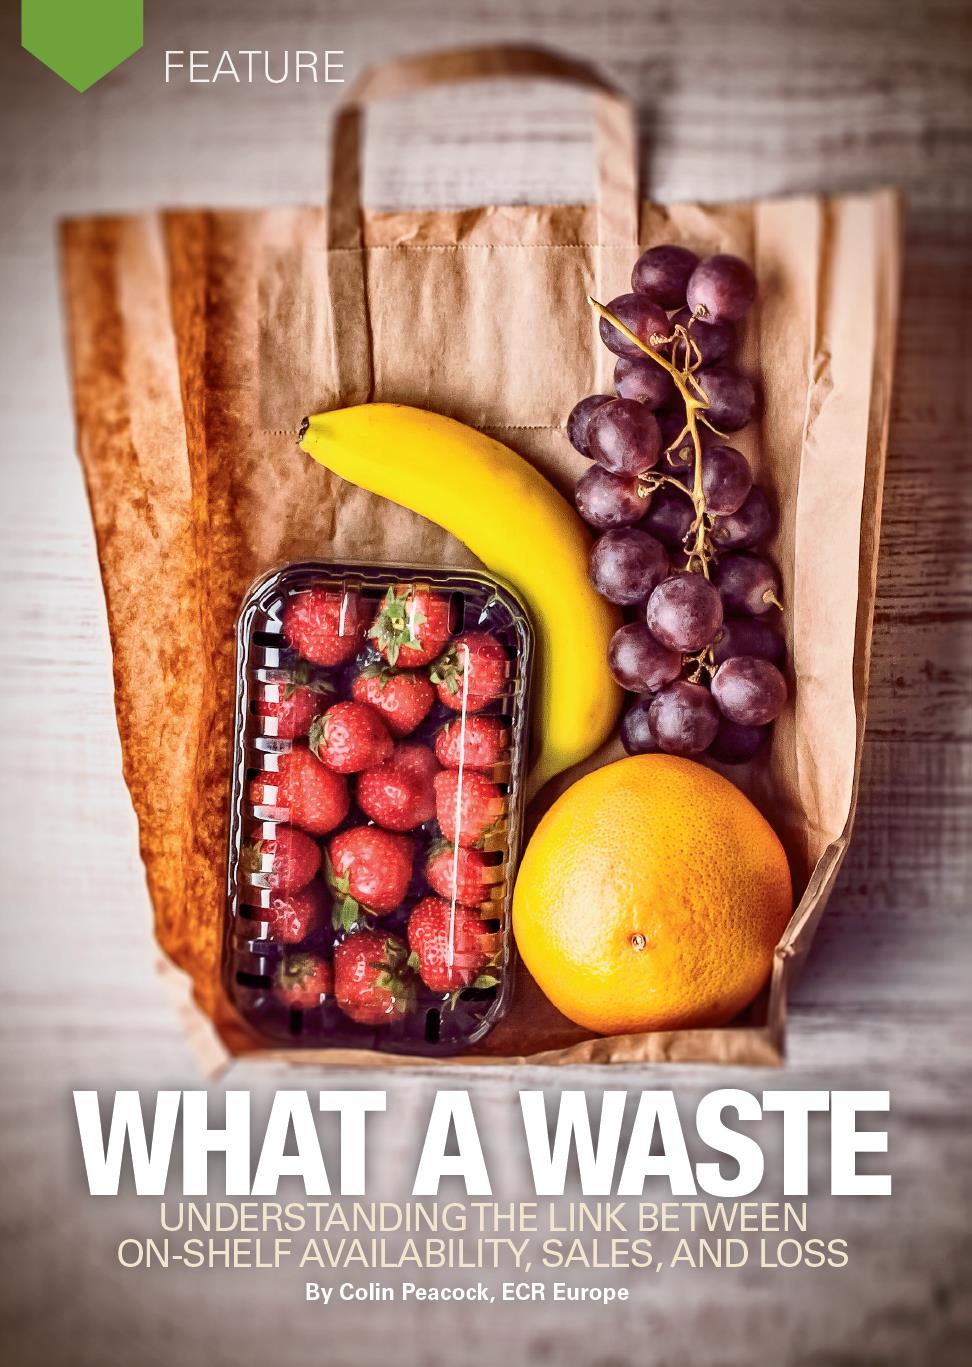 FEATURE
WHAT A WASTE
UNDERSTANDING THE LINK BETWEEN
ON-SHELF AVAILABILITY, SALES, AND LOSS
By Colin Peacock, ECR Europe